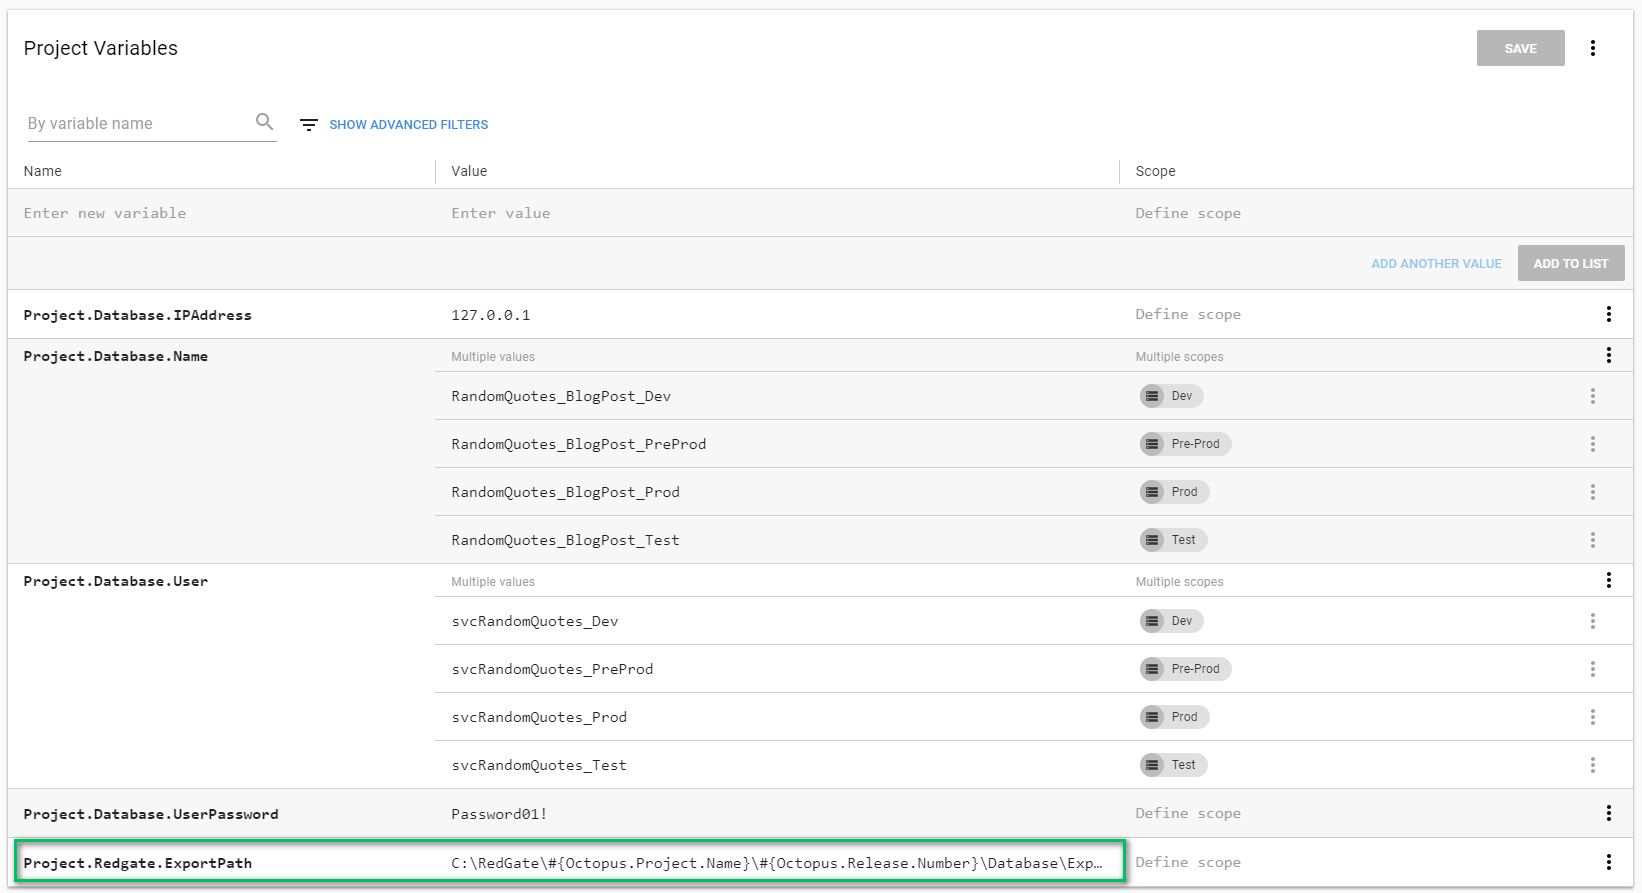 Project Variables
SAVE
By variable name
SHOW ADVANCED FILTERS
Name Value Scope
Enter new variable Enter value Define scope
ADD ANOTHER VALUE ADD TO LIST
Project.Database.IPAddress 127.0.0.1 Define scope
Project.Database.Name Multiple values Multiple scopes
RandomQuotes_BlogPost_Dev Dev
RandomQuotes_BlogPost_PreProd Pre-Prod
RandomQuotes_BlogPost_Prod Prod
RandomQuotes_BlogPost_Test Test
Project.Database.User Multiple values Multiple scopes
svcRandomQuotes_Dev Dev
svcRandomQuotes_PreProd Pre-Prod
svcRandomQuotes_Prod Prod
svcRandomQuotes_Test Test
Project.Database.UserPassword Password01! Define scope
Project.Redgate.ExportPath C:\RedGate\#{Octopus.Project.Name}\#{Octopus.Release.Number}\Database\Exp… Define scope